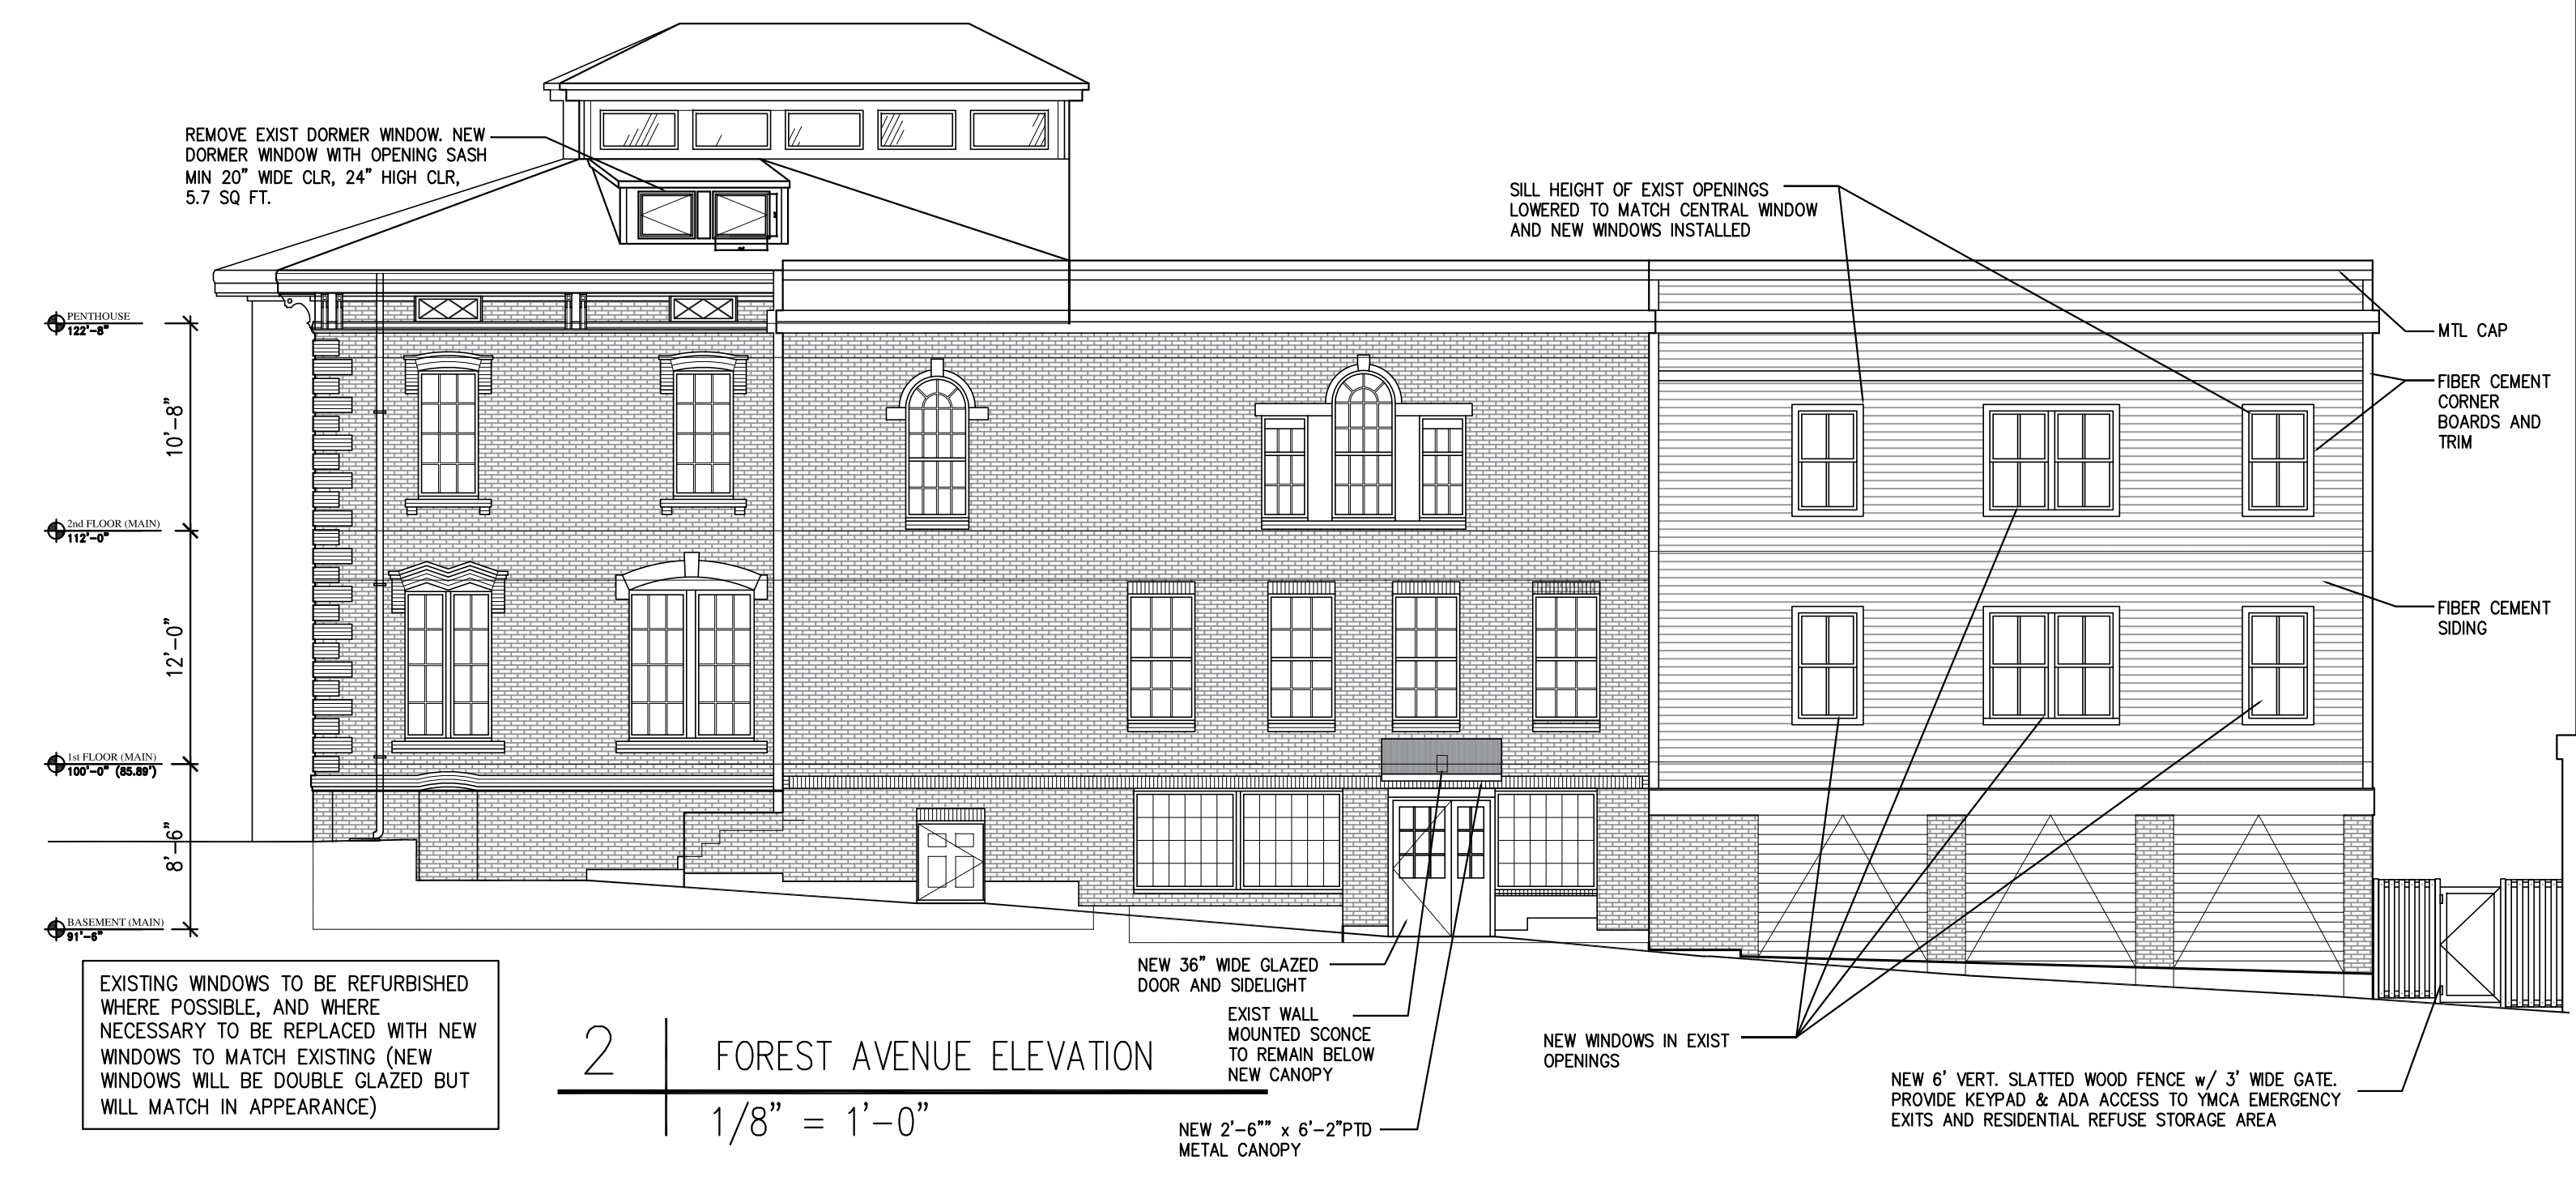 REMOVE EXIST DORMER WINDOW. NEW
DORMER WINDOW WITH OPENING SASH
MIN 20" WIDE CLR, 24" HIGH CLR,
5.7 SQ FT.
SILL HEIGHT OF EXIST OPENINGS
LOWERED TO MATCH CENTRAL WINDOW
AND NEW WINDOWS INSTALLED
PENTHOUSE
122'-8"
MTL CAP
FIBER CEMENT
CORNER
BOARDS AND
TRIM
10'-8"
2nd FLOOR (MAIN)
112'-0"
12'-0"
FIBER CEMENT
SIDING
1st FLOOR (MAIN)
100'-0" (85.89')
8'-6"
BASEMENT (MAIN)
91'-6"
EXISTING WINDOWS TO BE REFURBISHED
WHERE POSSIBLE, AND WHERE
NECESSARY TO BE REPLACED WITH NEW
WINDOWS TO MATCH EXISTING (NEW
WINDOWS WILL BE DOUBLE GLAZED BUT
WILL MATCH IN APPEARANCE)
2
FOREST AVENUE ELEVATION
1/8" = 1'-0"
NEW 36" WIDE GLAZED
DOOR AND SIDELIGHT
EXIST WALL
MOUNTED SCONCE
TO REMAIN BELOW
NEW CANOPY
NEW 2'-6"" x 6'-2"PTD
METAL CANOPY
NEW WINDOWS IN EXIST
OPENINGS
NEW 6' VERT. SLATTED WOOD FENCE w/ 3' WIDE GATE.
PROVIDE KEYPAD & ADA ACCESS TO YMCA EMERGENCY
EXITS AND RESIDENTIAL REFUSE STORAGE AREA